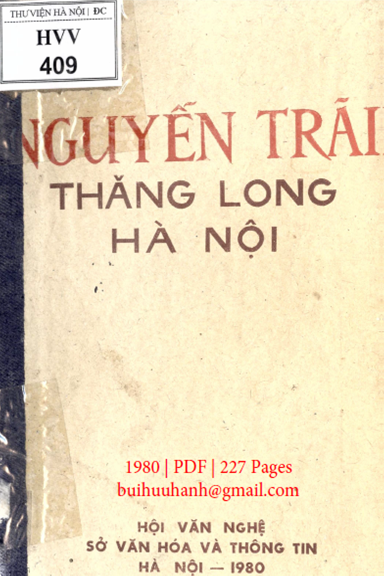 THƯ VIỆN HÀ NỘI | ĐC
HVV
409
NGUYỄN TRÃI
THĂNG LONG
HÀ NỘI
1980 | PDF | 227 Pages
buihuuhanh@gmail.com
HỘI VĂN NGHỆ
SỞ VĂN HÓA VÀ THÔNG TIN
HÀ NỘI — 1980